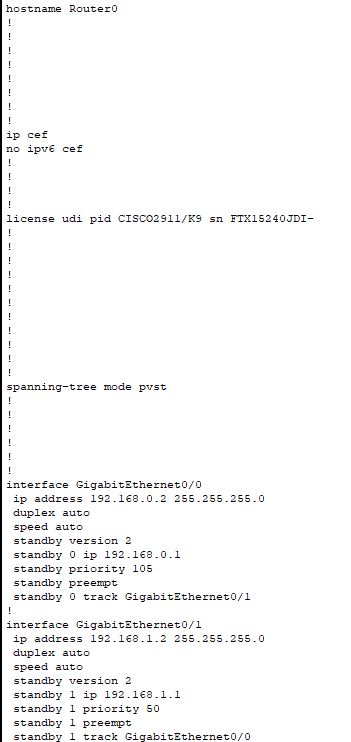 hostname Router0
!
!
!
!
!
!
!
!
ip cef
no ipv6 cef
!
!
!
!
license udi pid CISCO2911/K9 sn FTX15240JDI-
!
!
!
!
!
!
!
!
!
!
!
spanning-tree mode pvst
!
!
!
!
!
!
interface GigabitEthernet0/0
 ip address 192.168.0.2 255.255.255.0
 duplex auto
 speed auto
 standby version 2
 standby 0 ip 192.168.0.1
 standby priority 105
 standby preempt
 standby 0 track GigabitEthernet0/1
!
interface GigabitEthernet0/1
 ip address 192.168.1.2 255.255.255.0
 duplex auto
 speed auto
 standby version 2
 standby 1 ip 192.168.1.1
 standby 1 priority 50
 standby 1 preempt
 standby 1 track GigabitEthernet0/0